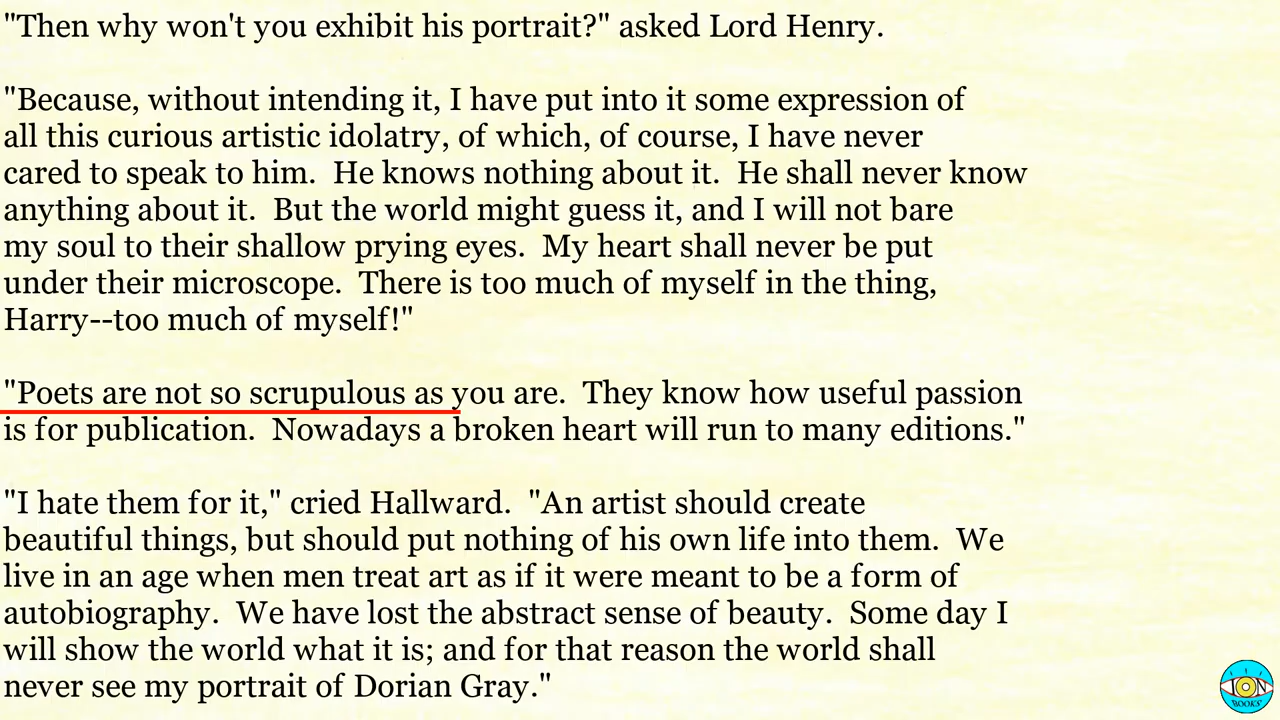 "Then why won't you exhibit his portrait?" asked Lord Henry.
"Because, without intending it, I have put into it some expression of
all this curious artistic idolatry, of which, of course, I have never
cared to speak to him.  He knows nothing about it.  He shall never know
anything about it.  But the world might guess it, and I will not bare
my soul to their shallow prying eyes.  My heart shall never be put
under their microscope.  There is too much of myself in the thing,
Harry--too much of myself!"
"Poets are not so scrupulous as you are.  They know how useful passion
is for publication.  Nowadays a broken heart will run to many editions."
"I hate them for it," cried Hallward.  "An artist should create
beautiful things, but should put nothing of his own life into them.  We
live in an age when men treat art as if it were meant to be a form of
autobiography.  We have lost the abstract sense of beauty.  Some day I
will show the world what it is; and for that reason the world shall
never see my portrait of Dorian Gray."
ION
BOOKS